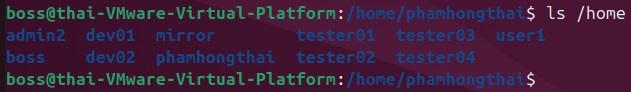 boss@thai-VMware-Virtual-Platform:/home/phamhongthai$ ls /home
admin2  dev01  mirror        tester01  tester03  user1
boss    dev02  phamhongthai  tester02  tester04
boss@thai-VMware-Virtual-Platform:/home/phamhongthai$